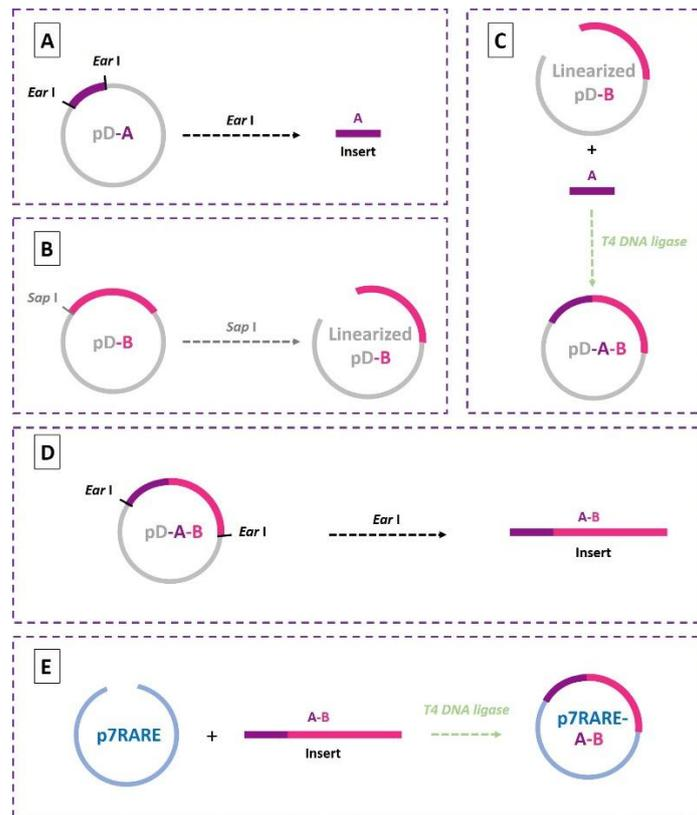 A
Ear I
Ear I
pD-A
Ear I
A
Insert
B
Sap I
pD-B
Sap I
Linearized
pD-B
C
Linearized
pD-B
+
A
T4 DNA ligase
pD-A-B
D
Ear I
pD-A-B
Ear I
Ear I
A-B
Insert
E
p7RARE
+
A-B
Insert
T4 DNA ligase
p7RARE-
A-B